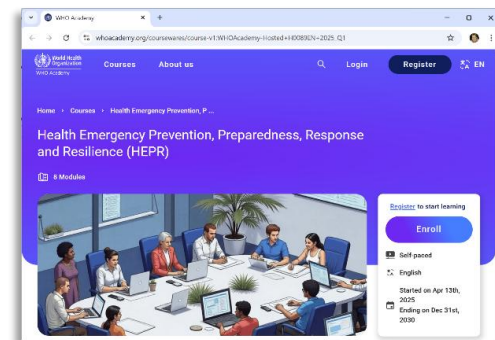 WHO Academy
whoacademy.org/coursewares/course-v1:WHOAcademy-Hosted+H0089EN+2025_Q1
World Health
Organization
WHO Academy
Courses
About us
Login
Register
EN
Home › Courses › Health Emergency Prevention, P ...
Health Emergency Prevention, Preparedness, Response
and Resilience (HEPR)
8 Modules
Register to start learning
Enroll
Self-paced
English
Started on Apr 13th,
2025
Ending on Dec 31st,
2030